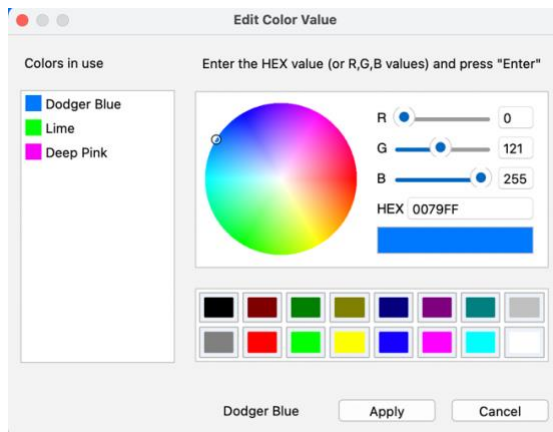 Edit Color Value
Colors in use
Enter the HEX value (or R,G,B values) and press "Enter"
Dodger Blue
Lime
Deep Pink
R 0
G 121
B 255
HEX 0079FF
Dodger Blue
Apply
Cancel